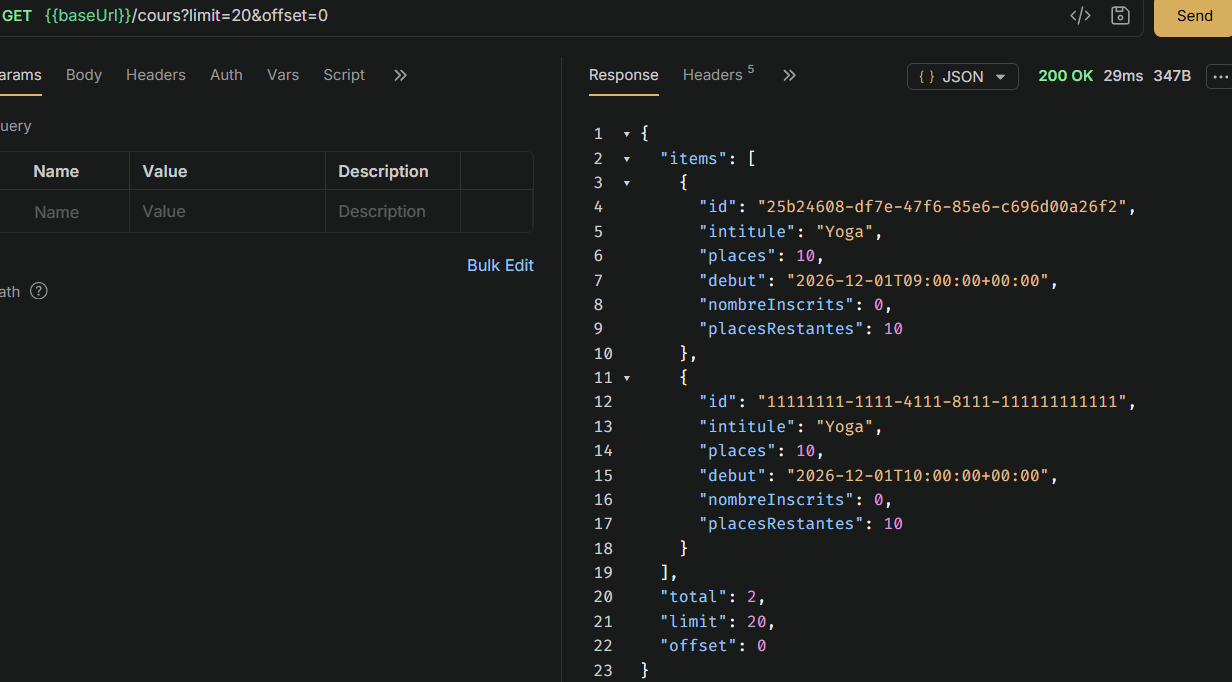 GET {{baseUrl}}/cours?limit=20&offset=0
</> Send
arams Body Headers Auth Vars Script »
uery
Name Value Description
Name Value Description
Bulk Edit
ath ?
Response Headers 5 » { } JSON 200 OK 29ms 347B ...
1 {
2 "items": [
3 {
4 "id": "25b24608-df7e-47f6-85e6-c696d00a26f2",
5 "intitule": "Yoga",
6 "places": 10,
7 "debut": "2026-12-01T09:00:00+00:00",
8 "nombreInscrits": 0,
9 "placesRestantes": 10
10 },
11 {
12 "id": "11111111-1111-4111-8111-111111111111",
13 "intitule": "Yoga",
14 "places": 10,
15 "debut": "2026-12-01T10:00:00+00:00",
16 "nombreInscrits": 0,
17 "placesRestantes": 10
18 }
19 ],
20 "total": 2,
21 "limit": 20,
22 "offset": 0
23 }